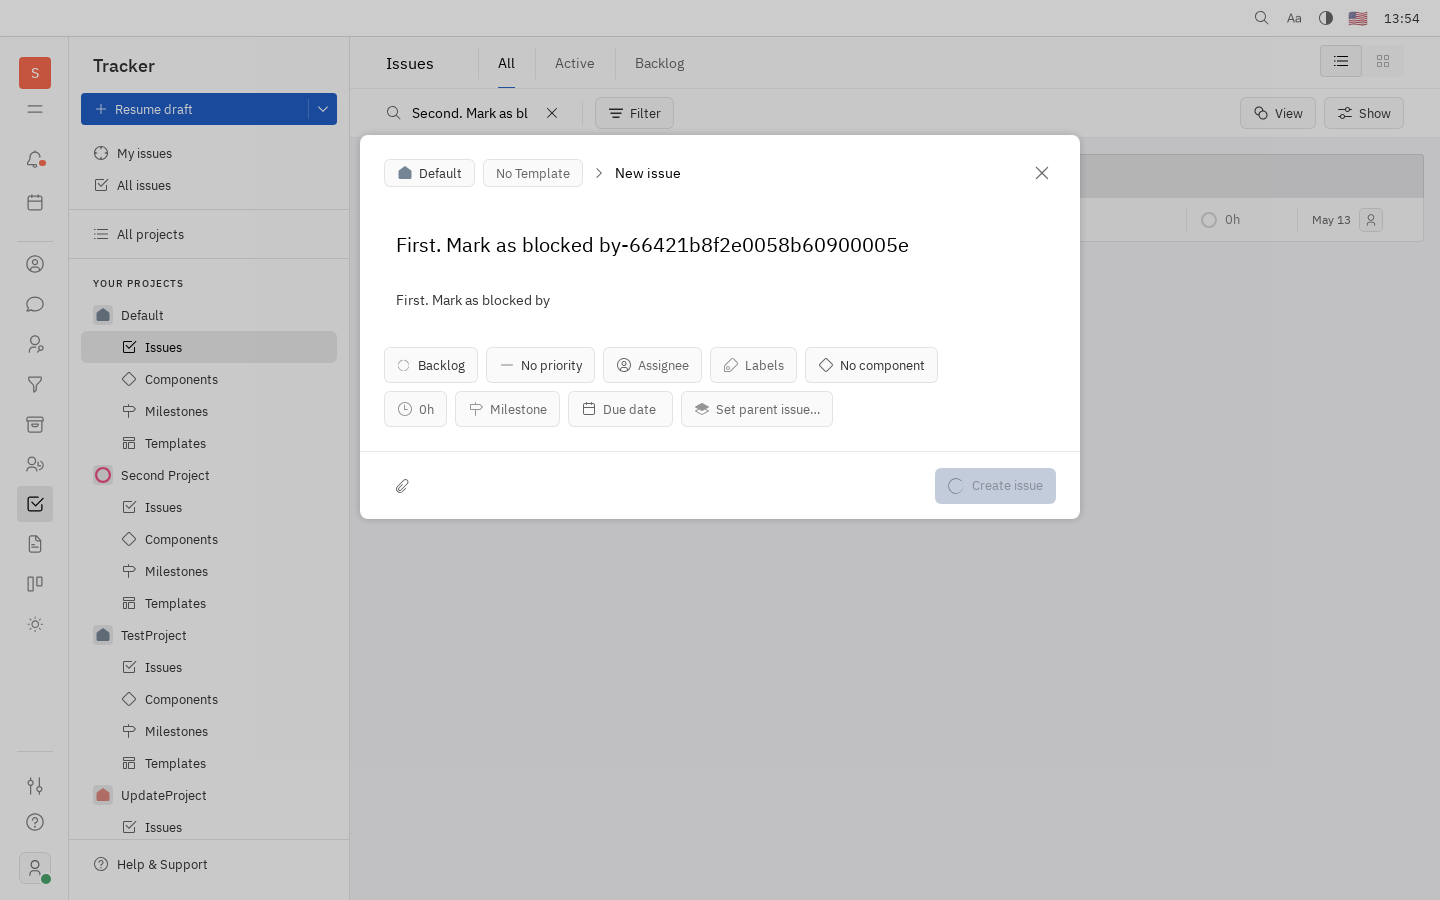 Aa
13:54
S
Tracker
Resume draft
My issues
All issues
All projects
YOUR PROJECTS
Default
Issues
Components
Milestones
Templates
Second Project
Issues
Components
Milestones
Templates
TestProject
Issues
Components
Milestones
Templates
UpdateProject
Issues
Help & Support
Issues
All
Active
Backlog
Second. Mark as bl
Filter
View
Show
0h
May 13
Default
No Template
New issue
First. Mark as blocked by-66421b8f2e0058b60900005e
First. Mark as blocked by
Backlog
No priority
Assignee
Labels
No component
0h
Milestone
Due date
Set parent issue...
Create issue